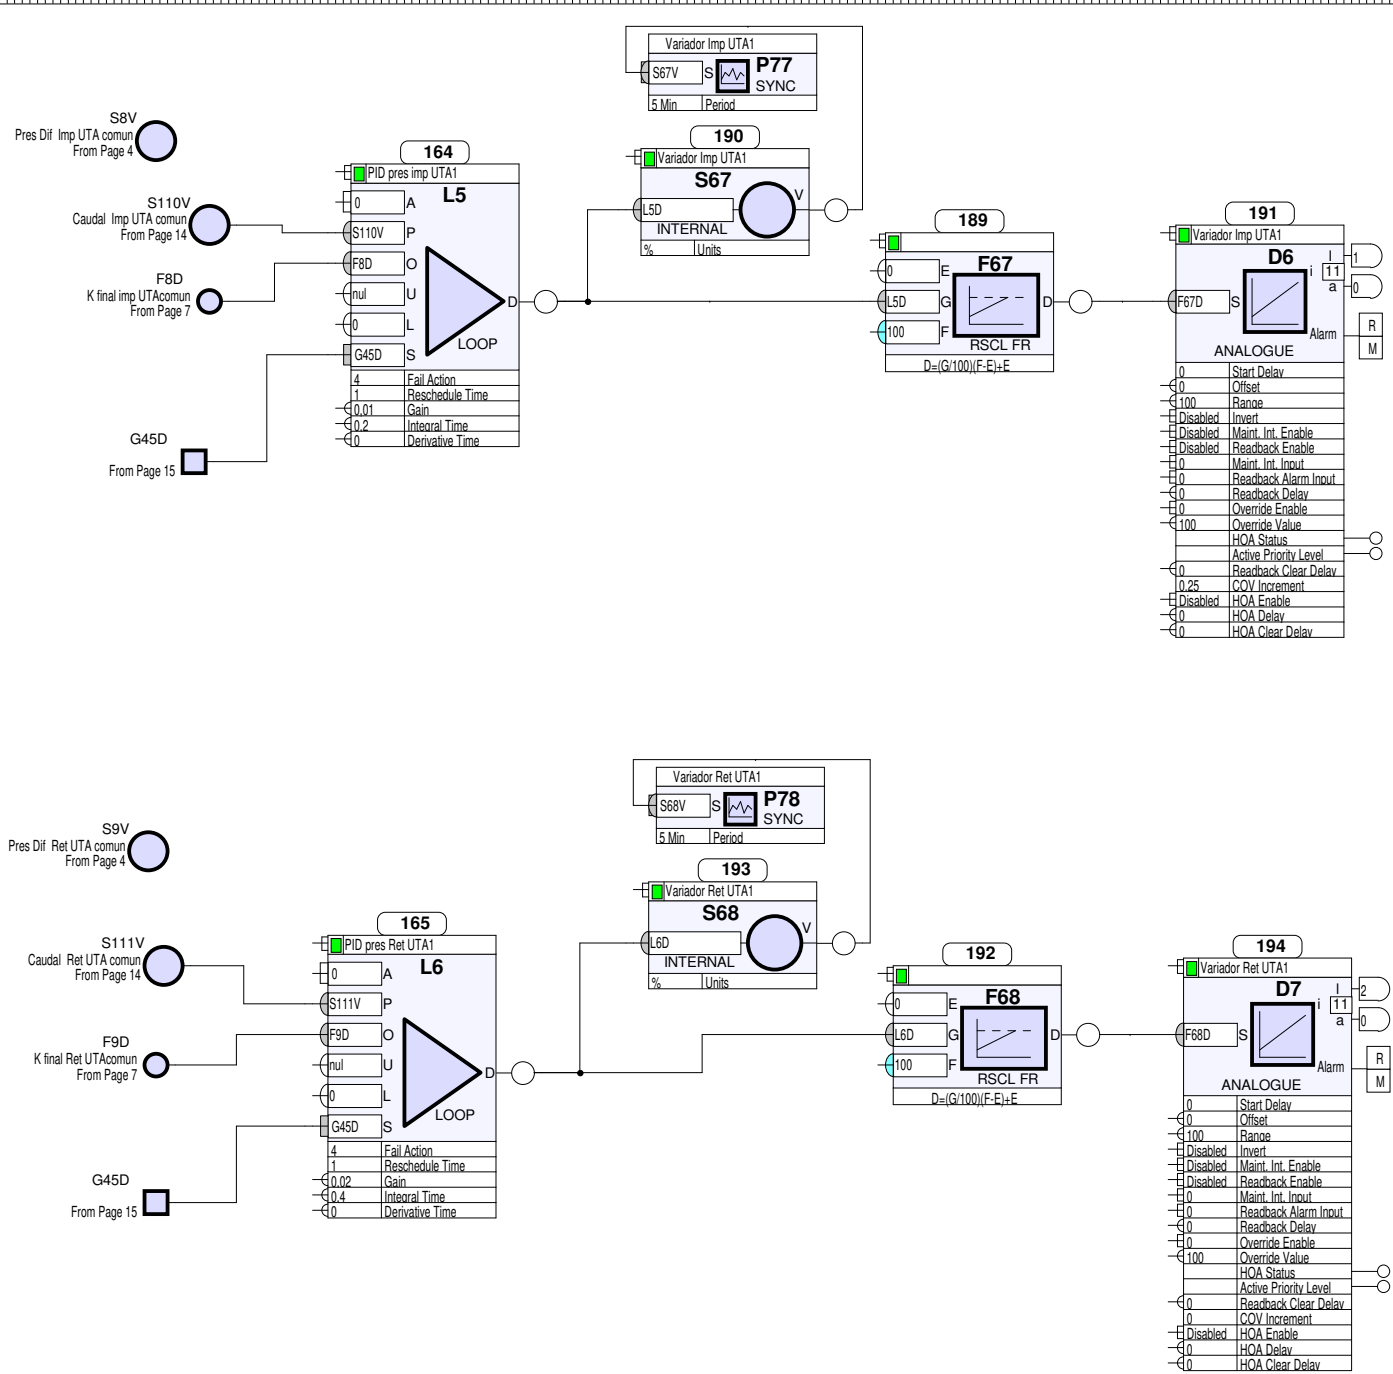 Variador Imp UTA1
S67V S P77
SYNC
5 Min Period
S8V
Pres Dif Imp UTA comun
From Page 4
190
Variador Imp UTA1
S67
L5D V
INTERNAL
% Units
164
PID pres imp UTA1
L5
0 A
S110V
Caudal Imp UTA comun
From Page 14
S110V P
F8D O
F8D
K final imp UTAcomun
From Page 7
nul U
D
0 L
LOOP
G45D S
4 Fail Action
1 Reschedule Time
0.01 Gain
0.2 Integral Time
0 Derivative Time
G45D
From Page 15
189
F67
0 E
L5D G D
100 F
RSCL FR
D=(G/100)(F-E)+E
191
Variador Imp UTA1
D6
I 1
i 11
a 0
F67D S
Alarm R
M
ANALOGUE
0 Start Delay
0 Offset
100 Range
Disabled Invert
Disabled Maint. Int. Enable
Disabled Readback Enable
0 Maint. Int. Input
0 Readback Alarm Input
0 Readback Delay
0 Override Enable
100 Override Value
HOA Status
Active Priority Level
0 Readback Clear Delay
0.25 COV Increment
Disabled HOA Enable
0 HOA Delay
0 HOA Clear Delay
Variador Ret UTA1
S68V S P78
SYNC
5 Min Period
S9V
Pres Dif Ret UTA comun
From Page 4
193
Variador Ret UTA1
S68
L6D V
INTERNAL
% Units
165
PID pres Ret UTA1
L6
0 A
S111V
Caudal Ret UTA comun
From Page 14
S111V P
F9D O
F9D
K final Ret UTAcomun
From Page 7
nul U
D
0 L
LOOP
G45D S
4 Fail Action
1 Reschedule Time
0.02 Gain
0.4 Integral Time
0 Derivative Time
G45D
From Page 15
192
F68
0 E
L6D G D
100 F
RSCL FR
D=(G/100)(F-E)+E
194
Variador Ret UTA1
D7
I 2
i 11
a 0
F68D S
Alarm R
M
ANALOGUE
0 Start Delay
0 Offset
100 Range
Disabled Invert
Disabled Maint. Int. Enable
Disabled Readback Enable
0 Maint. Int. Input
0 Readback Alarm Input
0 Readback Delay
0 Override Enable
100 Override Value
HOA Status
Active Priority Level
0 Readback Clear Delay
0 COV Increment
Disabled HOA Enable
0 HOA Delay
0 HOA Clear Delay